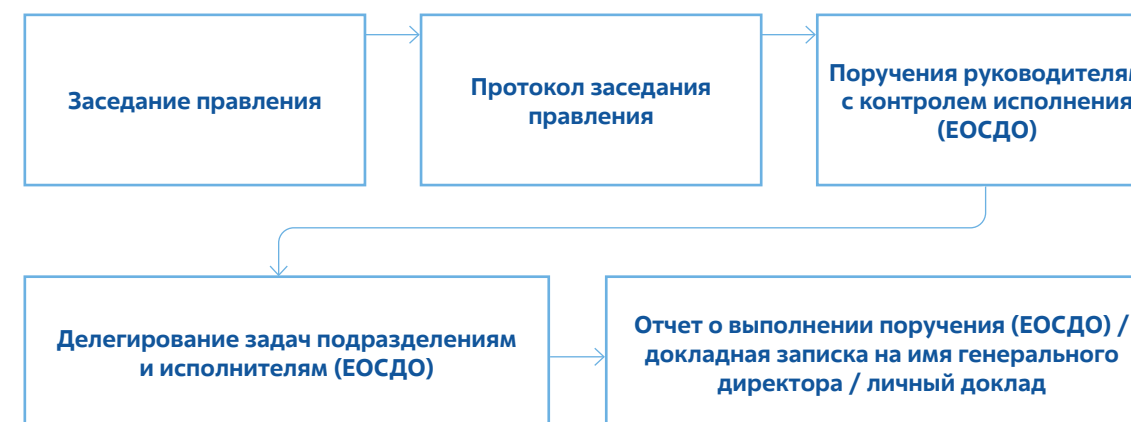 Заседание правления
Протокол заседания
правления
Поручения руководителям
с контролем исполнения
(ЕОСДО)
Делегирование задач подразделениям
и исполнителям (ЕОСДО)
Отчет о выполнении поручения (ЕОСДО) /
докладная записка на имя генерального
директора / личный доклад